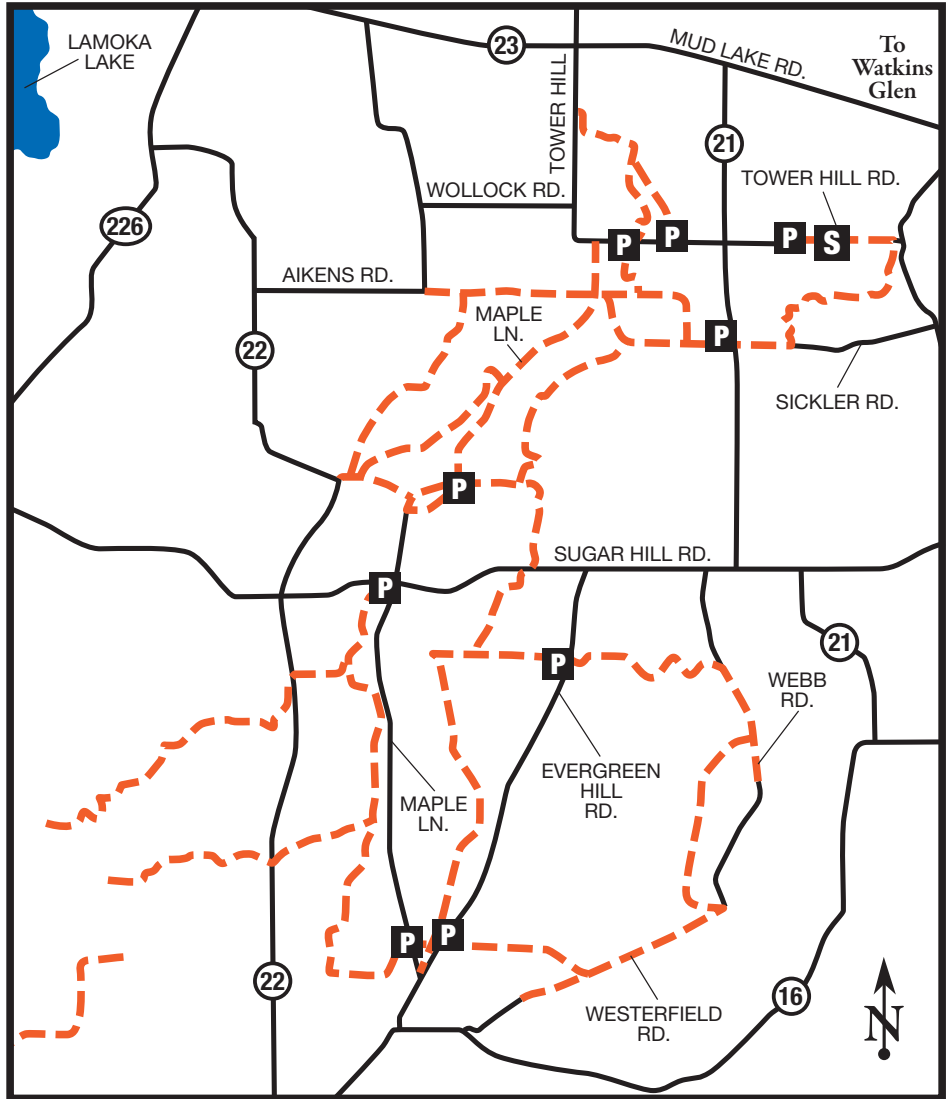 LAMOKA
LAKE
23
MUD LAKE RD.
To
Watkins
Glen
TOWER HILL
21
TOWER HILL RD.
WOLLOCK RD.
226
P
P
P
S
AIKENS RD.
MAPLE
LN.
22
P
SICKLER RD.
P
SUGAR HILL RD.
P
21
P
WEBB
RD.
EVERGREEN
HILL
RD.
MAPLE
LN.
P
P
22
16
WESTERFIELD
RD.
N